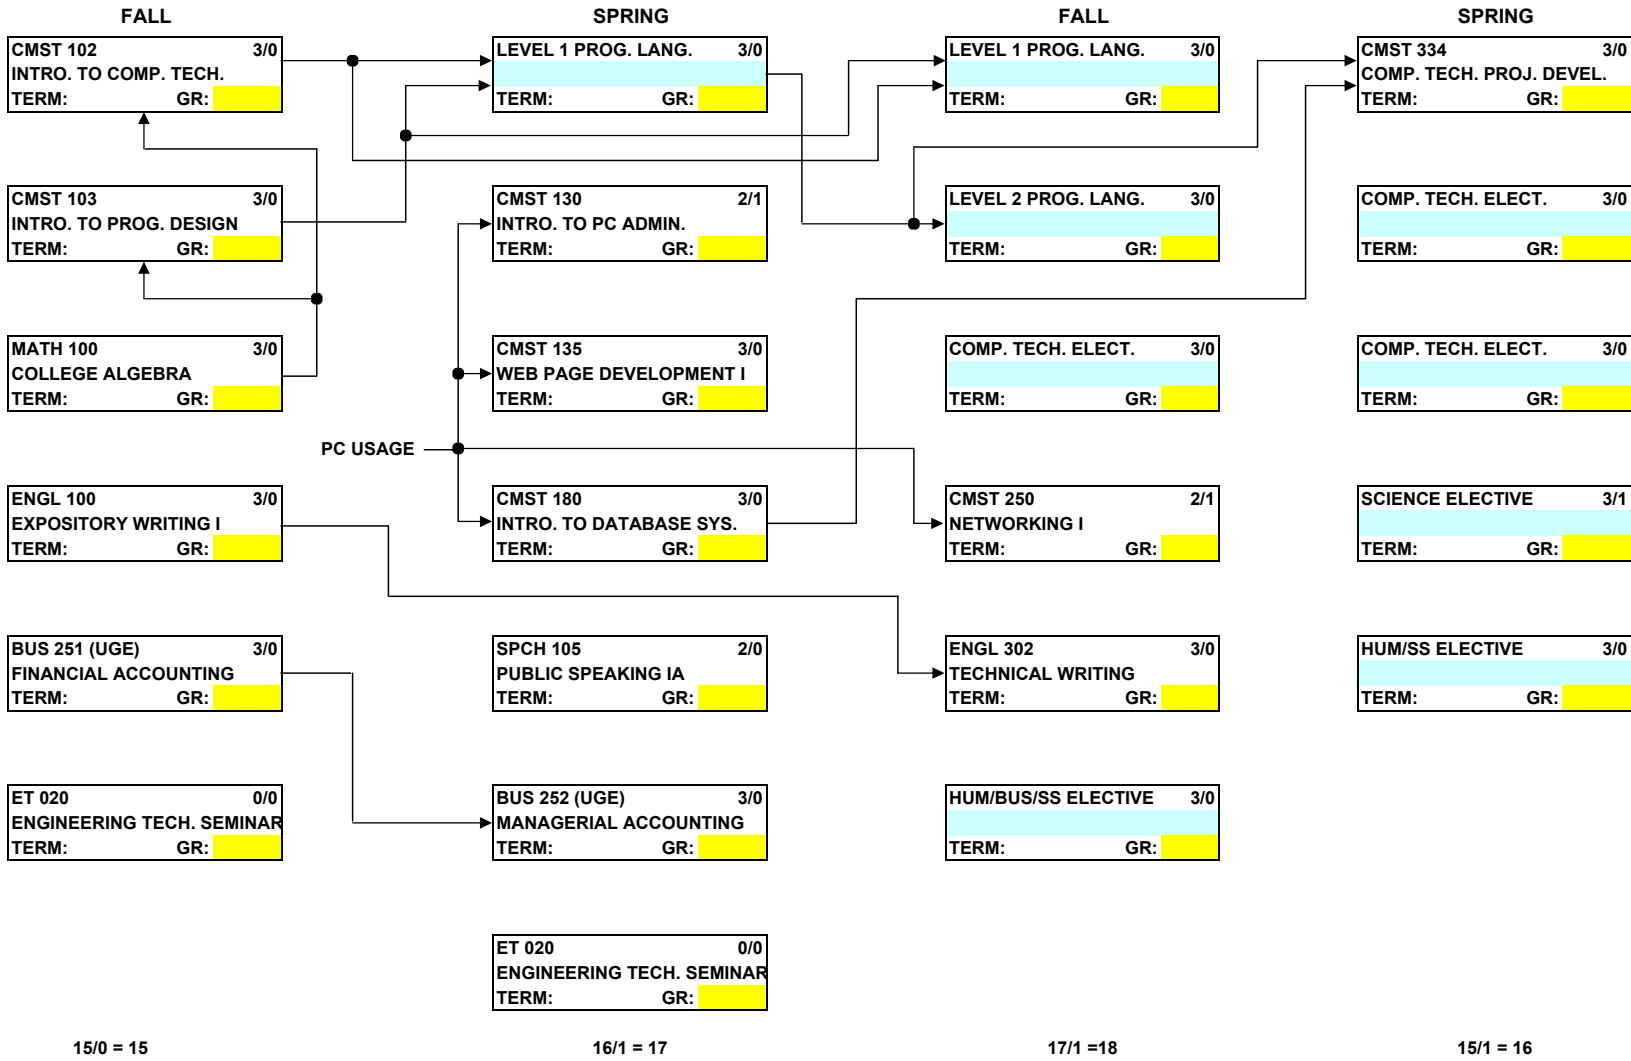 FALL
SPRING
FALL
SPRING
CMST 102 3/0
INTRO. TO COMP. TECH.
TERM: GR:
LEVEL 1 PROG. LANG. 3/0
TERM: GR:
LEVEL 1 PROG. LANG. 3/0
TERM: GR:
CMST 334 3/0
COMP. TECH. PROJ. DEVEL.
TERM: GR:
CMST 103 3/0
INTRO. TO PROG. DESIGN
TERM: GR:
CMST 130 2/1
INTRO. TO PC ADMIN.
TERM: GR:
LEVEL 2 PROG. LANG. 3/0
TERM: GR:
COMP. TECH. ELECT. 3/0
TERM: GR:
MATH 100 3/0
COLLEGE ALGEBRA
TERM: GR:
CMST 135 3/0
WEB PAGE DEVELOPMENT I
TERM: GR:
COMP. TECH. ELECT. 3/0
TERM: GR:
COMP. TECH. ELECT. 3/0
TERM: GR:
PC USAGE
ENGL 100 3/0
EXPOSITORY WRITING I
TERM: GR:
CMST 180 3/0
INTRO. TO DATABASE SYS.
TERM: GR:
CMST 250 2/1
NETWORKING I
TERM: GR:
SCIENCE ELECTIVE 3/1
TERM: GR:
BUS 251 (UGE) 3/0
FINANCIAL ACCOUNTING
TERM: GR:
SPCH 105 2/0
PUBLIC SPEAKING IA
TERM: GR:
ENGL 302 3/0
TECHNICAL WRITING
TERM: GR:
HUM/SS ELECTIVE 3/0
TERM: GR:
ET 020 0/0
ENGINEERING TECH. SEMINAR
TERM: GR:
BUS 252 (UGE) 3/0
MANAGERIAL ACCOUNTING
TERM: GR:
HUM/BUS/SS ELECTIVE 3/0
TERM: GR:
ET 020 0/0
ENGINEERING TECH. SEMINAR
TERM: GR:
15/0 = 15
16/1 = 17
17/1 =18
15/1 = 16